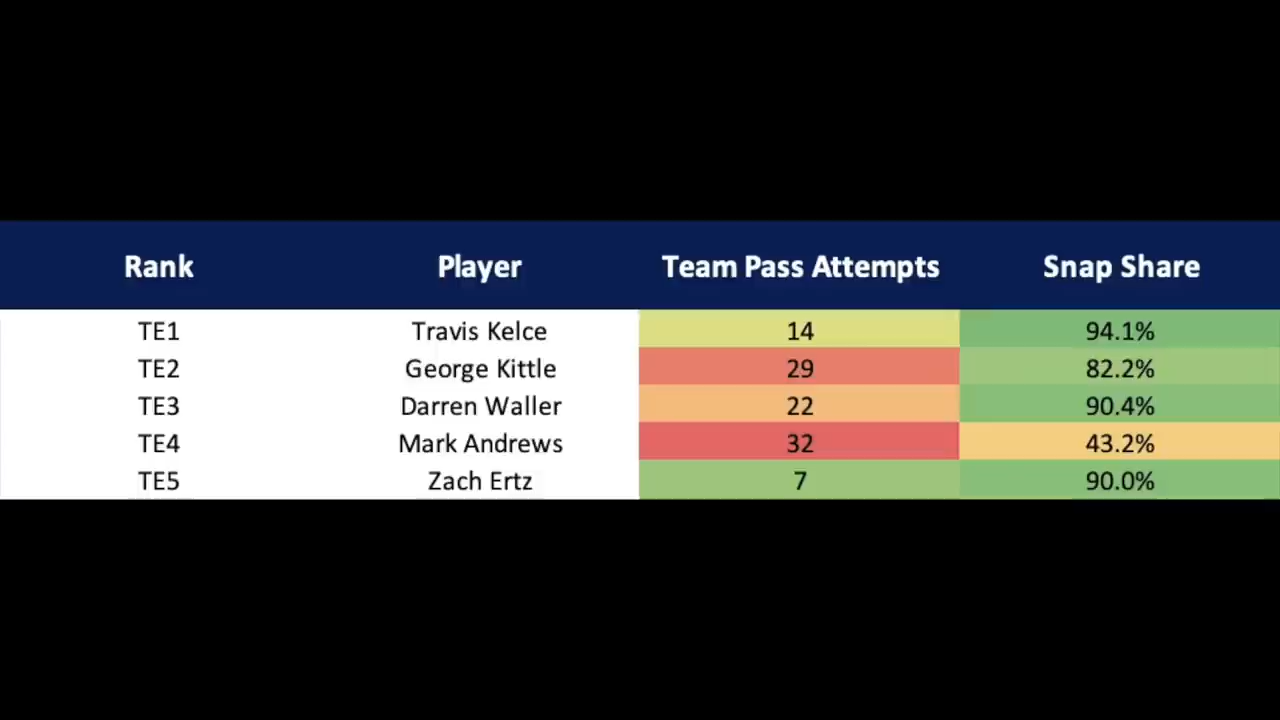 Rank Player Team Pass Attempts Snap Share
TE1 Travis Kelce 14 94.1%
TE2 George Kittle 29 82.2%
TE3 Darren Waller 22 90.4%
TE4 Mark Andrews 32 43.2%
TE5 Zach Ertz 7 90.0%